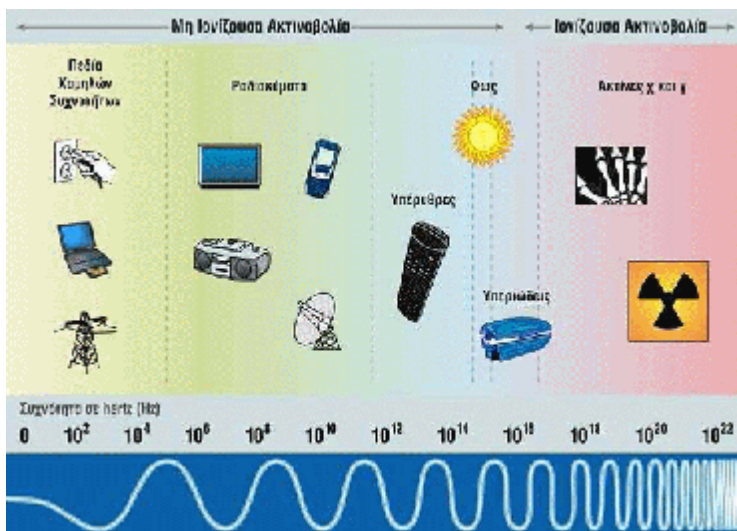 Μη Ιονίζουσα Ακτιναβολία
Ιονίζουσα Ακτινοβολία
Πεδία
Χαμηλών
Συχνοτήτων
Ραδιοκύματα
Φως
Ακτίνες χ και γ
Υπέρυθρες
Υπεριώδεις
Συχνότητα σε hertz (Hz)
0 10² 10⁴ 10⁶ 10⁸ 10¹⁰ 10¹² 10¹⁴ 10¹⁶ 10¹⁸ 10²⁰ 10²²